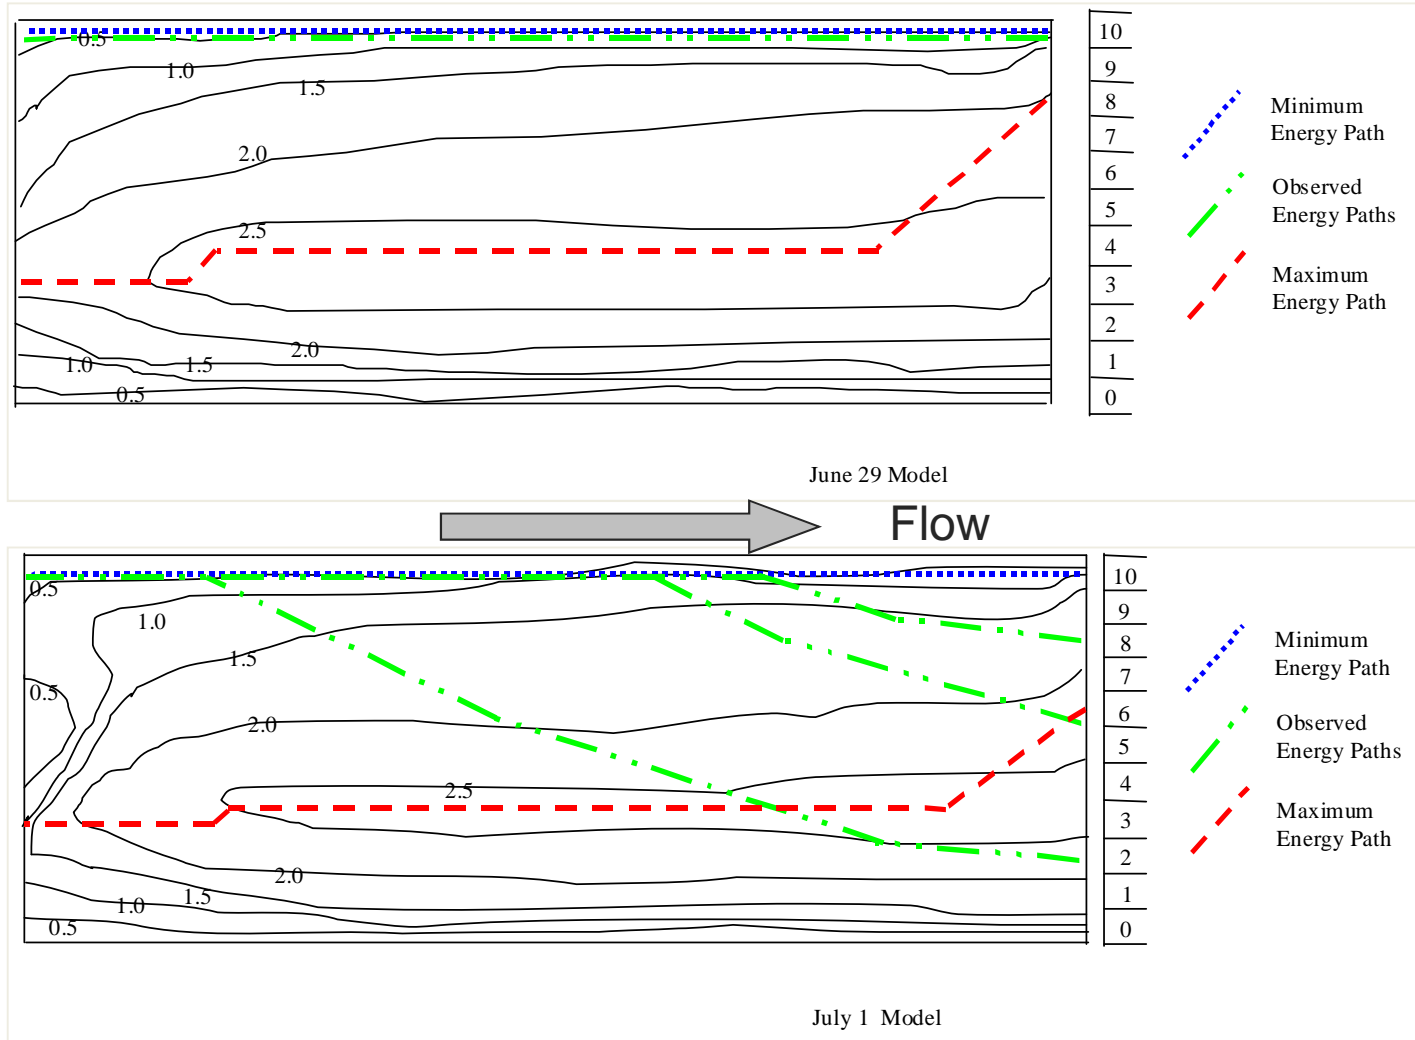 0.5
1.0
1.5
2.0
2.5
2.0
1.0
1.5
0.5
10
9
8
7
6
5
4
3
2
1
0
Minimum
Energy Path
Observed
Energy Paths
Maximum
Energy Path
June 29 Model
Flow
0.5
1.0
1.5
0.5
2.0
2.5
2.0
1.5
1.0
0.5
10
9
8
7
6
5
4
3
2
1
0
Minimum
Energy Path
Observed
Energy Paths
Maximum
Energy Path
July 1 Model